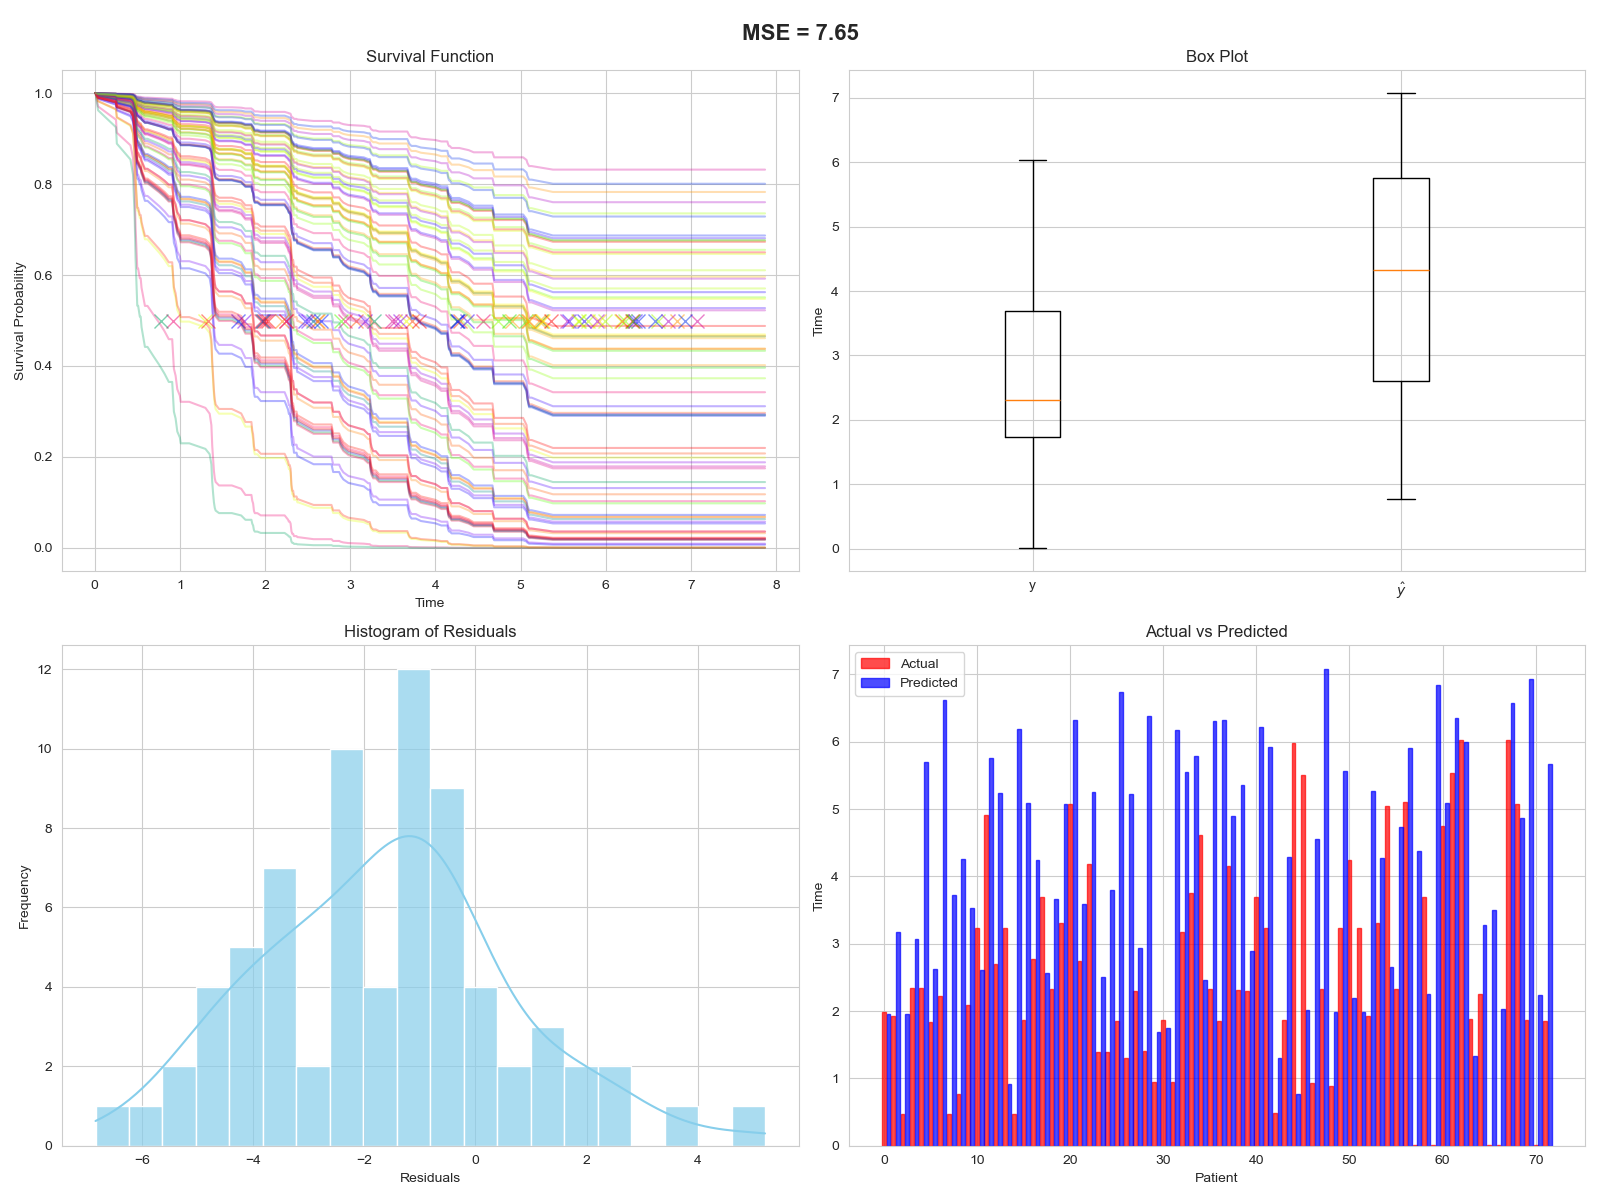 MSE = 7.65
Survival Function
Survival Probability
1.0
0.8
0.6
0.4
0.2
0.0
0 1 2 3 4 5 6 7 8
Time
Box Plot
Time
7
6
5
4
3
2
1
0
y ŷ
Histogram of Residuals
Frequency
12
10
8
6
4
2
0
−6 −4 −2 0 2 4
Residuals
Actual vs Predicted
Actual
Predicted
Time
7
6
5
4
3
2
1
0
0 10 20 30 40 50 60 70
Patient